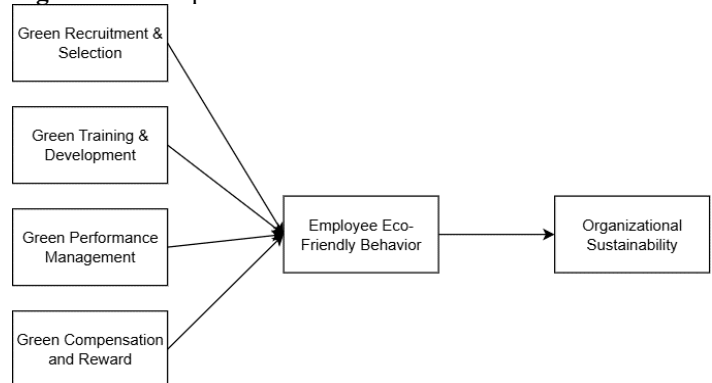 Green Recruitment &
Selection
Green Training &
Development
Green Performance
Management
Green Compensation
and Reward
Employee Eco-
Friendly Behavior
Organizational
Sustainability